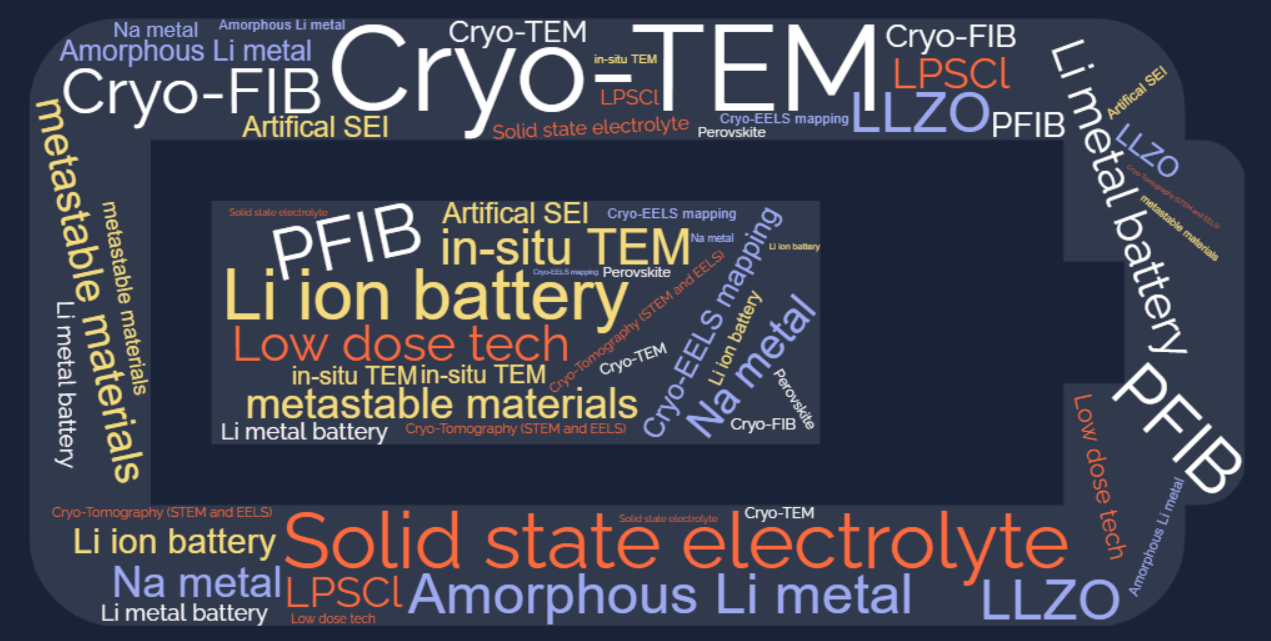 Na metal
Amorphous Li metal
Amorphous Li metal
Cryo-FIB
Artifical SEI
Cryo-TEM
Cryo-TEM
in-situ TEM
LPSCl
Solid state electrolyte
Perovskite
Cryo-EELS mapping
Cryo-FIB
LPSCl
LLZO
PFIB
Li metal battery
Artifical SEI
LLZO
Cryo-Tomography (STEM and EELS)
metastable materials
metastable materials
metastable materials
Li metal battery
Solid state electrolyte
PFIB
Artifical SEI
Cryo-EELS mapping
in-situ TEM
Na metal
Li ion battery
Cryo-EELS mapping
Perovskite
Li ion battery
Low dose tech
Cryo-Tomography (STEM and EELS)
Cryo-TEM
Cryo-EELS mapping
Li ion battery
Na metal
Perovskite
in-situ TEM
in-situ TEM
metastable materials
Cryo-FIB
Li metal battery
Cryo-Tomography (STEM and EELS)
PFIB
Low dose tech
Amorphous Li metal
Cryo-Tomography (STEM and EELS)
Li ion battery
Solid state electrolyte
Solid state electrolyte
Cryo-TEM
Na metal
LPSCl
Amorphous Li metal
LLZO
Li metal battery
Low dose tech